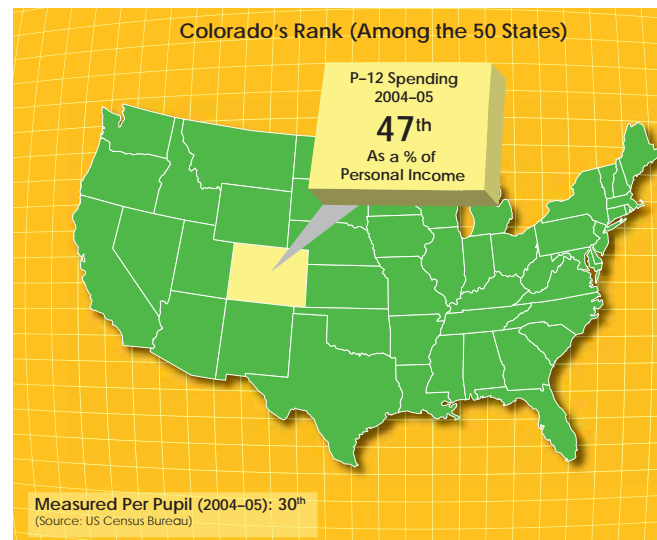 Colorado’s Rank (Among the 50 States)
P–12 Spending
2004–05
47th
As a % of
Personal Income
Measured Per Pupil (2004–05): 30th
(Source: US Census Bureau)